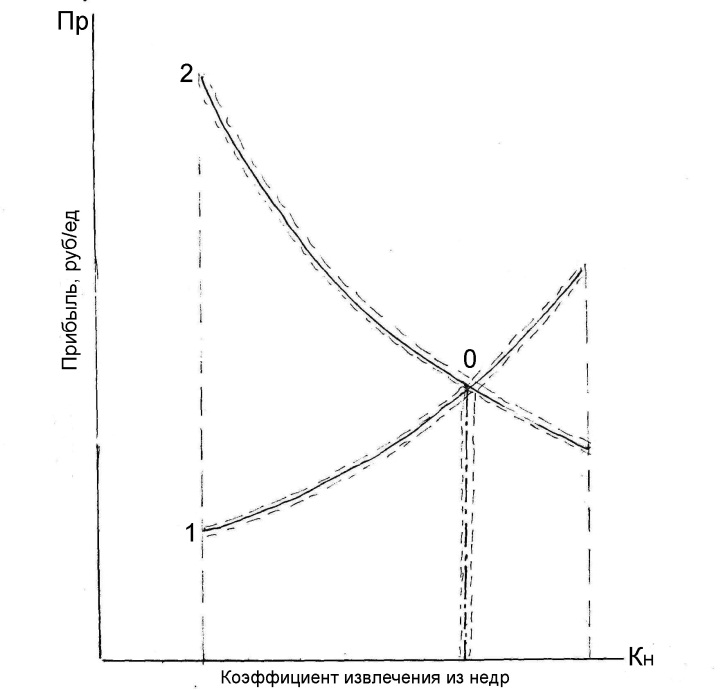 Пр
2
Прибыль, руб/ед
0
1
Кн
Коэффициент извлечения из недр